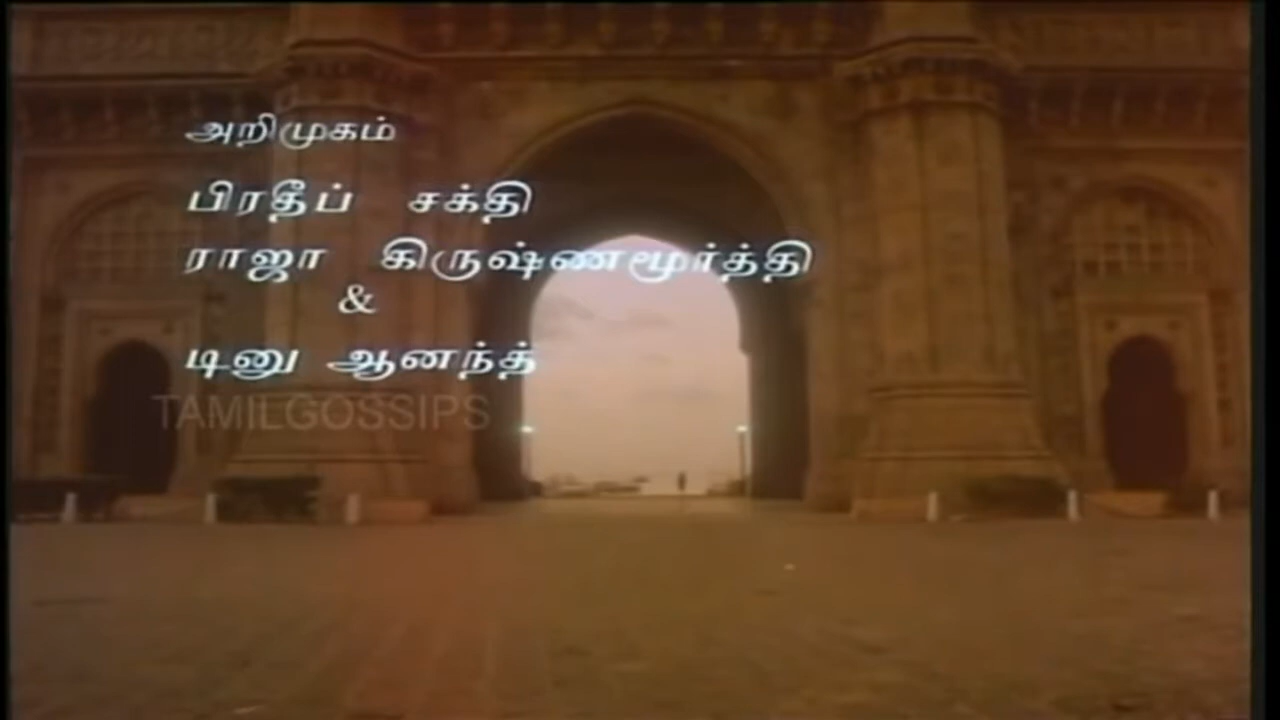 அறிமுகம்
பிரதீப் சக்தி
ராஜா கிருஷ்ணமூர்த்தி
&
டினு ஆனந்த்
TAMILGOSSIPS